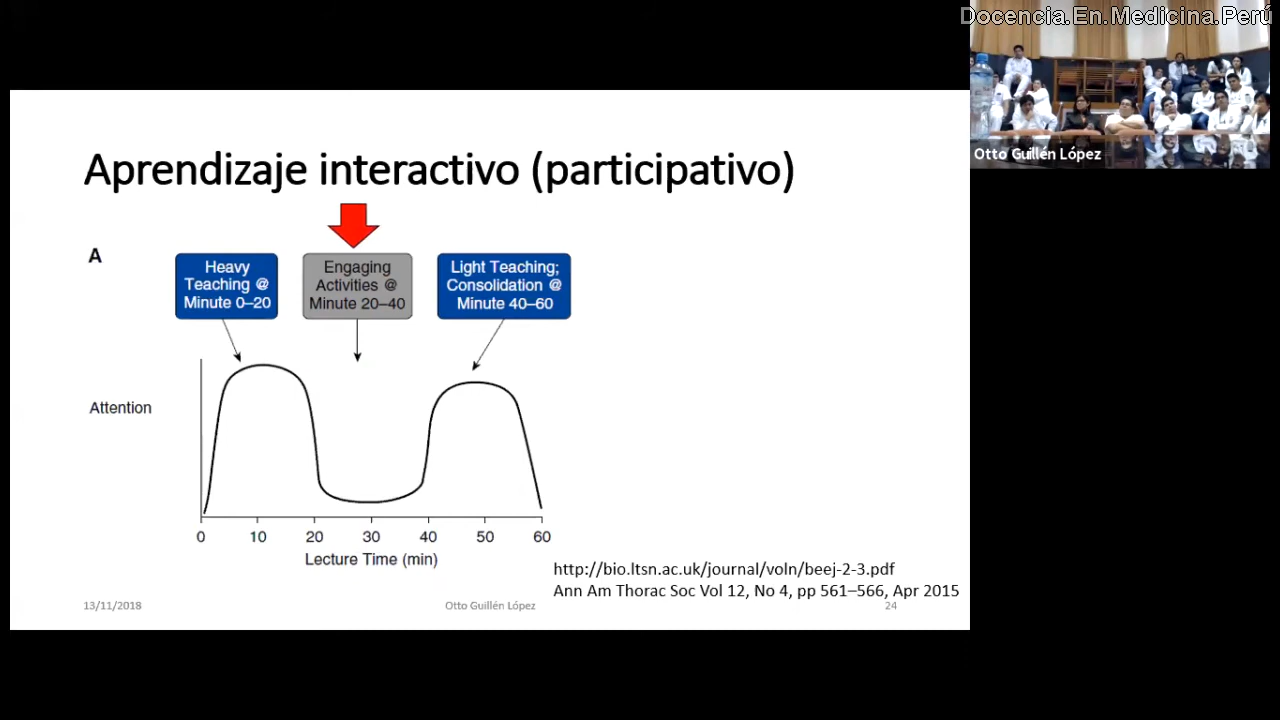 Docencia.En.Medicina.Perú
Otto Guillén López
Aprendizaje interactivo (participativo)
A
Heavy
Teaching @
Minute 0–20
Engaging
Activities @
Minute 20–40
Light Teaching;
Consolidation @
Minute 40–60
Attention
0 10 20 30 40 50 60
Lecture Time (min)
http://bio.ltsn.ac.uk/journal/voln/beej-2-3.pdf
Ann Am Thorac Soc Vol 12, No 4, pp 561–566, Apr 2015
13/11/2018
Otto Guillén López
24